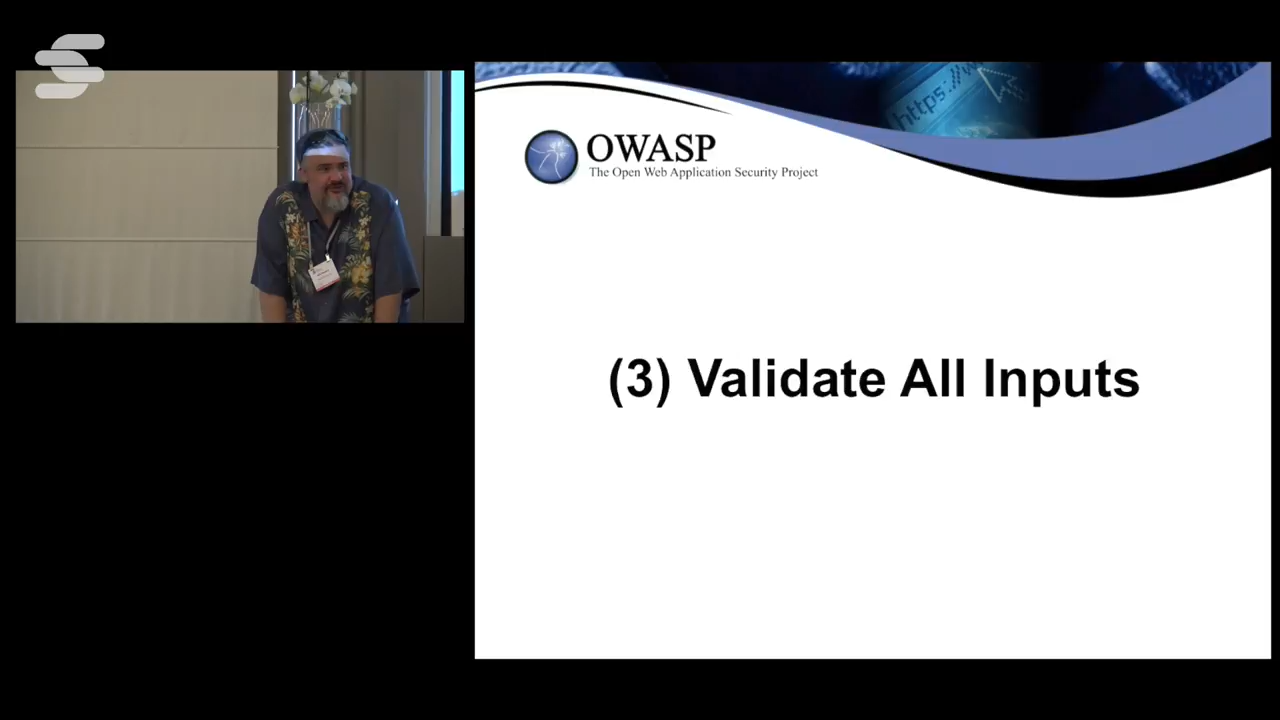 https://w
OWASP
The Open Web Application Security Project
(3) Validate All Inputs